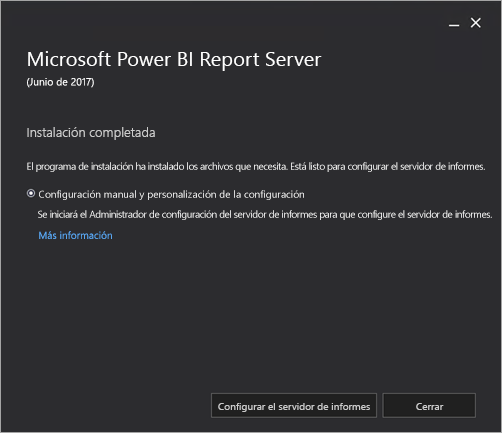 Microsoft Power BI Report Server
(Junio de 2017)
Instalación completada
El programa de instalación ha instalado los archivos que necesita. Está listo para configurar el servidor de informes.
Configuración manual y personalización de la configuración
Se iniciará el Administrador de configuración del servidor de informes para que configure el servidor de informes.
Más información
Configurar el servidor de informes
Cerrar